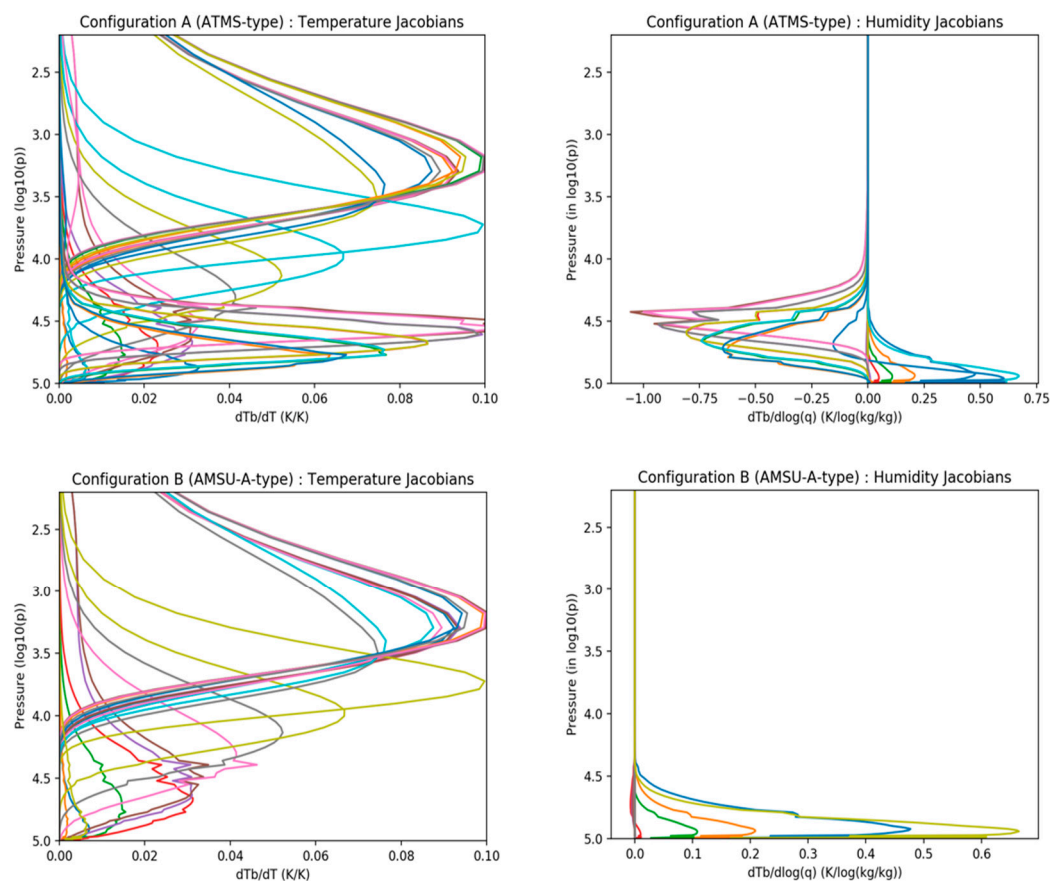 Configuration A (ATMS-type) : Temperature Jacobians
Pressure (log10(p))
2.5
3.0
3.5
4.0
4.5
5.0
0.00 0.02 0.04 0.06 0.08 0.10
dTb/dT (K/K)
Configuration A (ATMS-type) : Humidity Jacobians
Pressure (in log10(p))
2.5
3.0
3.5
4.0
4.5
5.0
−1.00 −0.75 −0.50 −0.25 0.00 0.25 0.50 0.75
dTb/dlog(q) (K/log(kg/kg))
Configuration B (AMSU-A-type) : Temperature Jacobians
Pressure (log10(p))
2.5
3.0
3.5
4.0
4.5
5.0
0.00 0.02 0.04 0.06 0.08 0.10
dTb/dT (K/K)
Configuration B (AMSU-A-type) : Humidity Jacobians
Pressure (in log10(p))
2.5
3.0
3.5
4.0
4.5
5.0
0.0 0.1 0.2 0.3 0.4 0.5 0.6
dTb/dlog(q) (K/log(kg/kg))